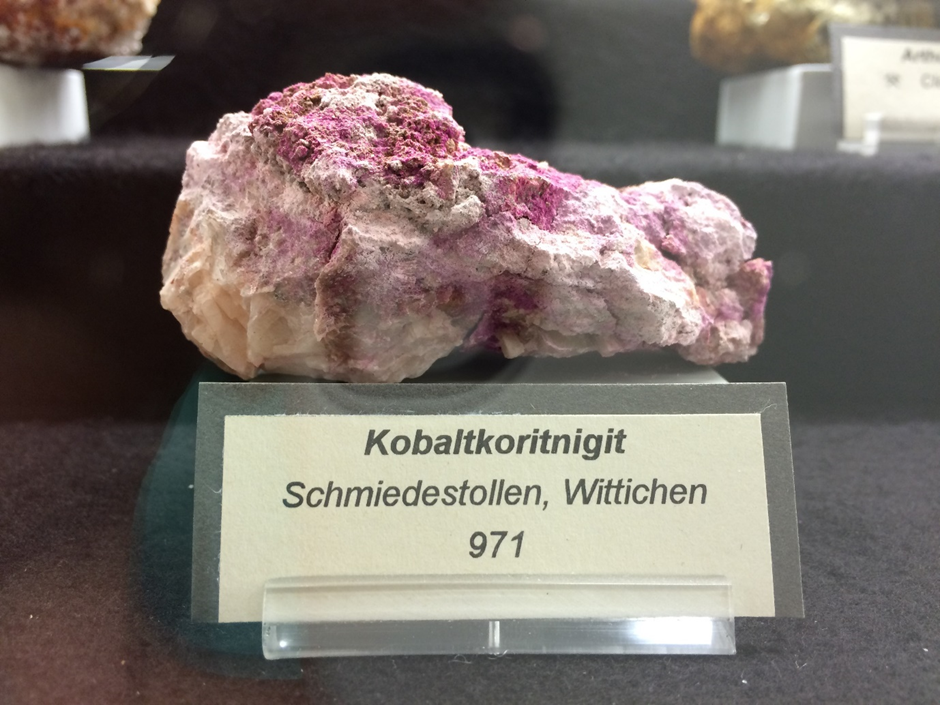 Kobaltkoritnigit
Schmiedestollen, Wittichen
971